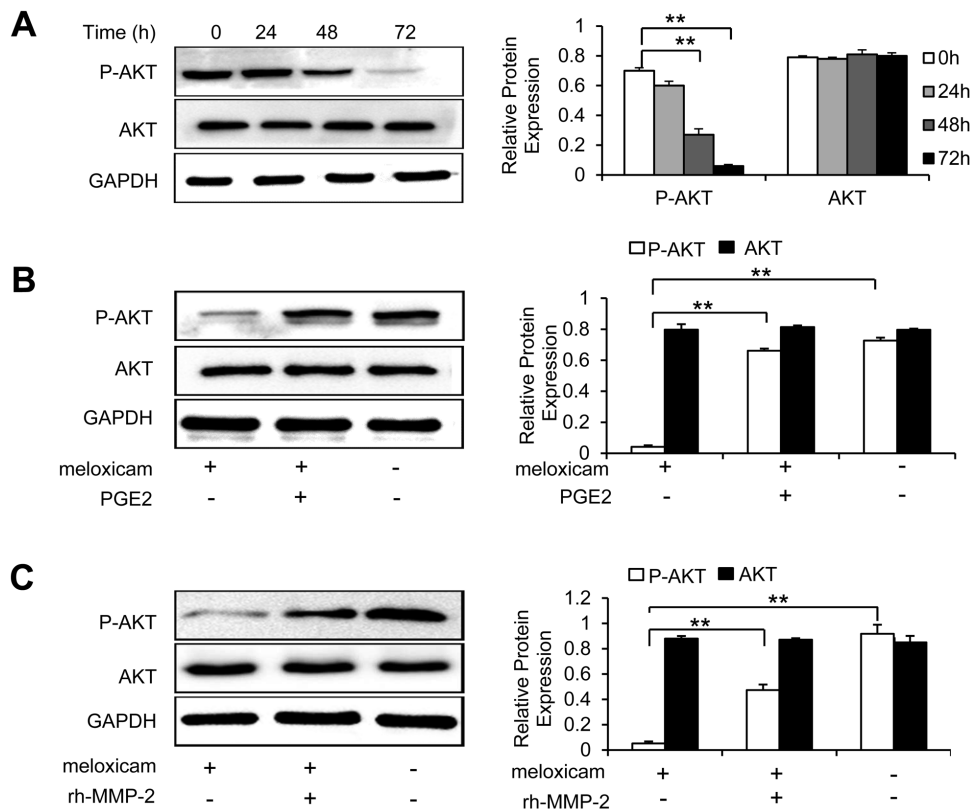 A
Time (h) 0 24 48 72
P-AKT
AKT
GAPDH
Relative Protein
Expression
1
0.8
0.6
0.4
0.2
0
**
**
P-AKT AKT
0h
24h
48h
72h
B
P-AKT
AKT
GAPDH
meloxicam + + -
PGE2 - + -
P-AKT AKT
Relative Protein
Expression
1
0.8
0.6
0.4
0.2
0
**
**
meloxicam + + -
PGE2 - + -
C
P-AKT
AKT
GAPDH
meloxicam + + -
rh-MMP-2 - + -
P-AKT AKT
Relative Protein
Expression
1.2
1
0.8
0.6
0.4
0.2
0
**
**
meloxicam + + -
rh-MMP-2 - + -